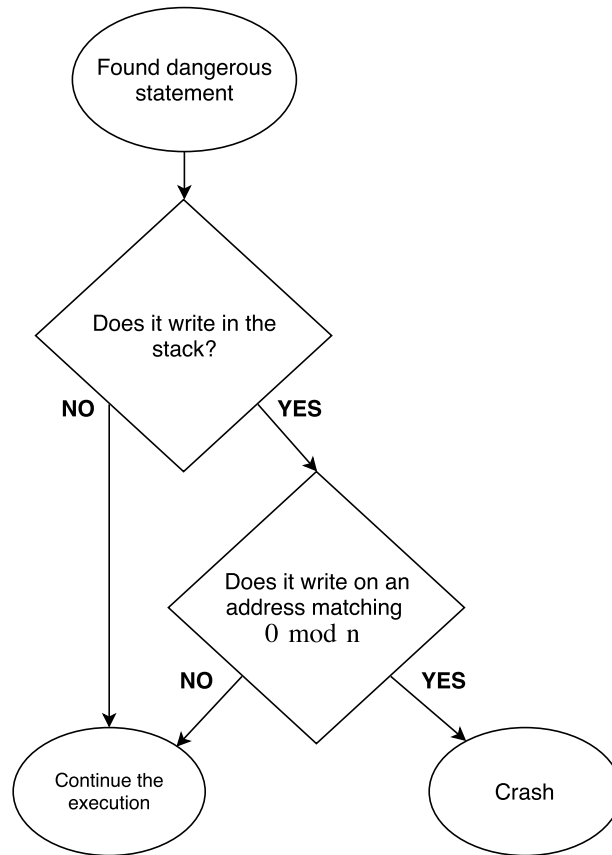 Found dangerous
statement
Does it write in the
stack?
NO
YES
Does it write on an
address matching
0 mod n
NO
YES
Continue the
execution
Crash